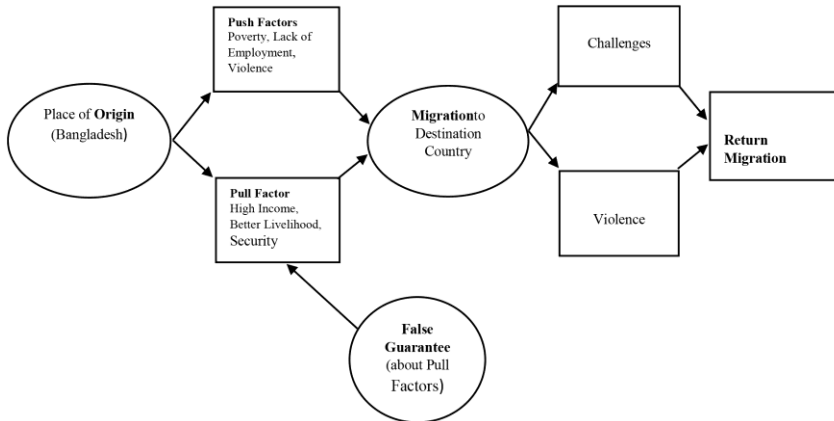 Push Factors
Poverty, Lack of
Employment,
Violence
Challenges
Place of Origin
(Bangladesh)
Migrationto
Destination
Country
Return
Migration
Pull Factor
High Income,
Better Livelihood,
Security
Violence
False
Guarantee
(about Pull
Factors)